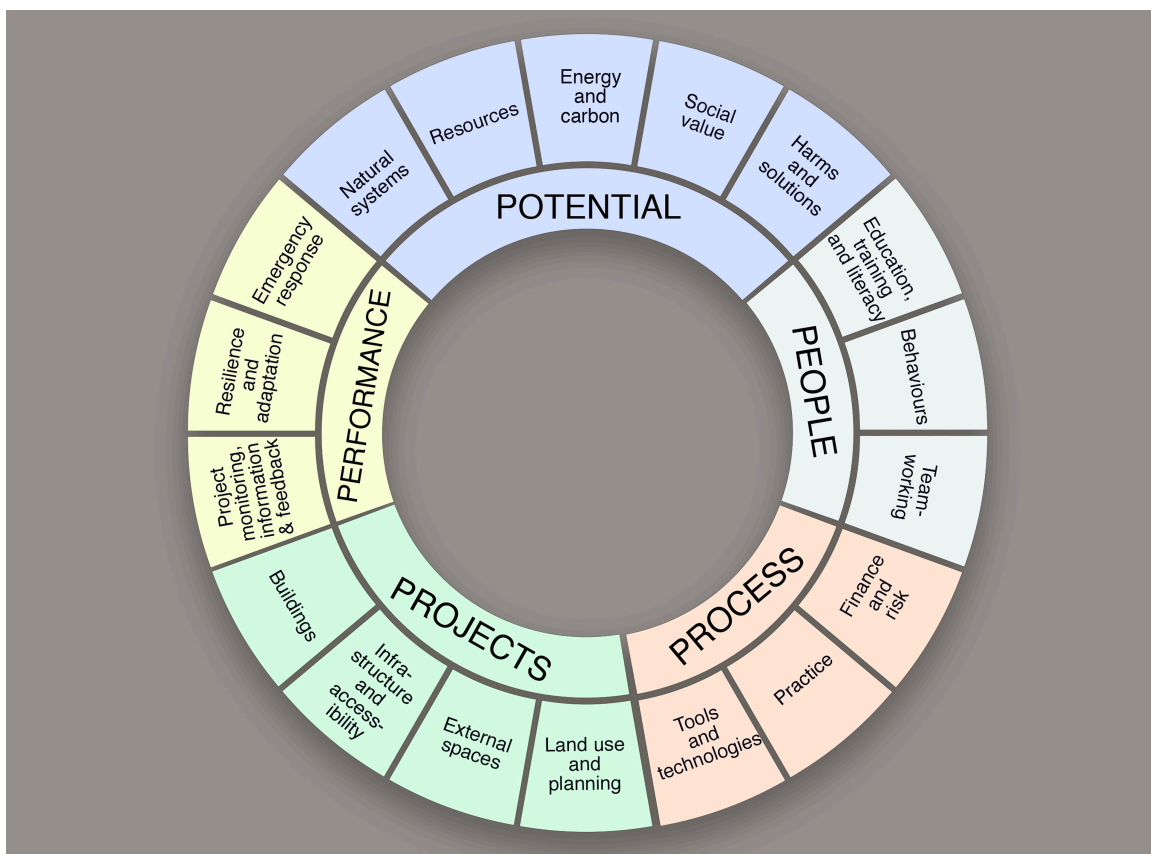 POTENTIAL
Natural
systems
Resources
Energy
and
carbon
Social
value
Harms
and
solutions
PEOPLE
Education,
training
and literacy
Behaviours
Team-
working
PROCESS
Finance
and
risk
Practice
Tools
and
technologies
PROJECTS
Land use
and
planning
External
spaces
Infra-
structure
and
access-
ibility
Buildings
PERFORMANCE
Project
monitoring,
information
& feedback
Resilience
and
adaptation
Emergency
response